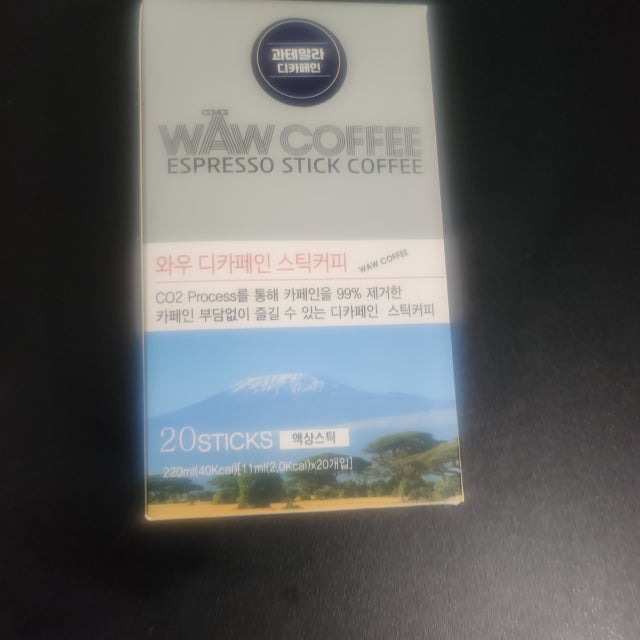 과테말라
디카페인
WAW COFFEE
ESPRESSO STICK COFFEE
와우 디카페인 스틱커피 WAW COFFEE
CO2 Process를 통해 카페인을 99% 제거한
카페인 부담없이 즐길 수 있는 디카페인 스틱커피
20STICKS 액상스틱
220ml(40Kcal)[11ml(2.0Kcal)x20개입]